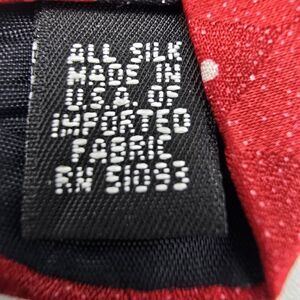 ALL SILK
MADE IN
U.S.A. OF
IMPORTED
FABRIC
RN 51093